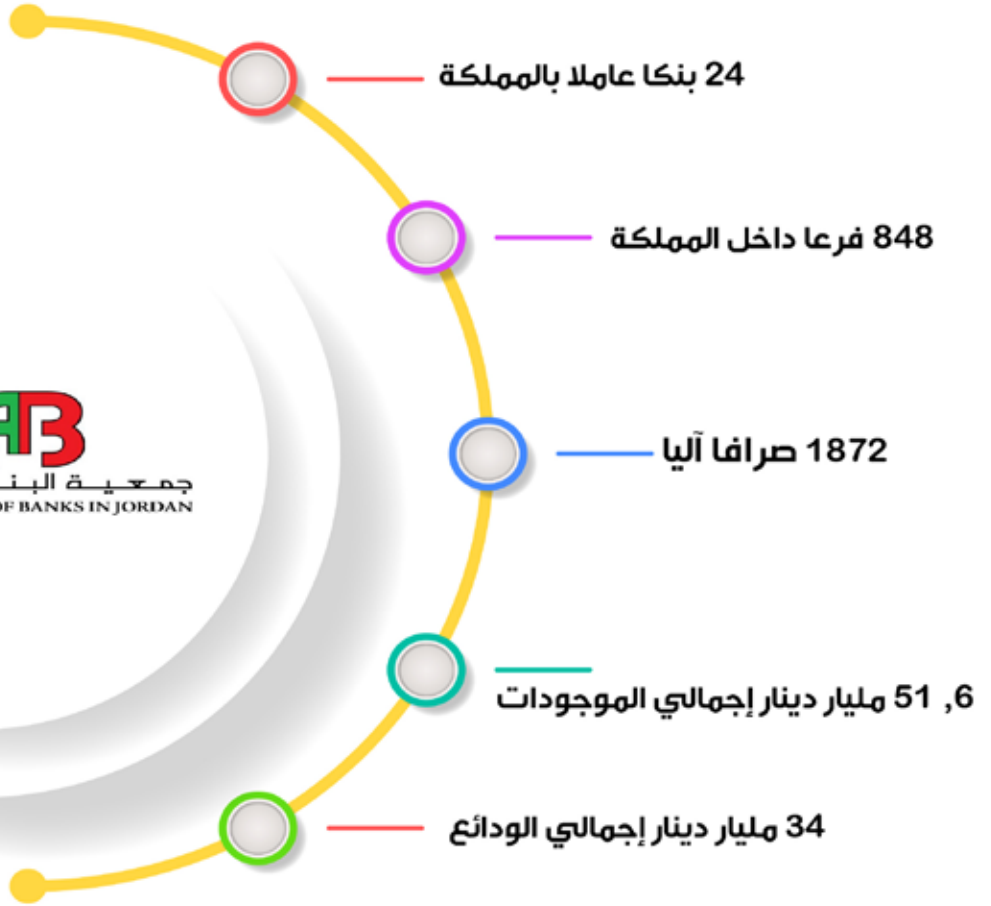 24 بنكا عاملا بالمملكة
848 فرعا داخل المملكة
1872 صرافا آليا
جمعية
OF BANKS IN JORDAN
6, 51 مليار دينار إجمالي الموجودات
34 مليار دينار إجمالي الودائع